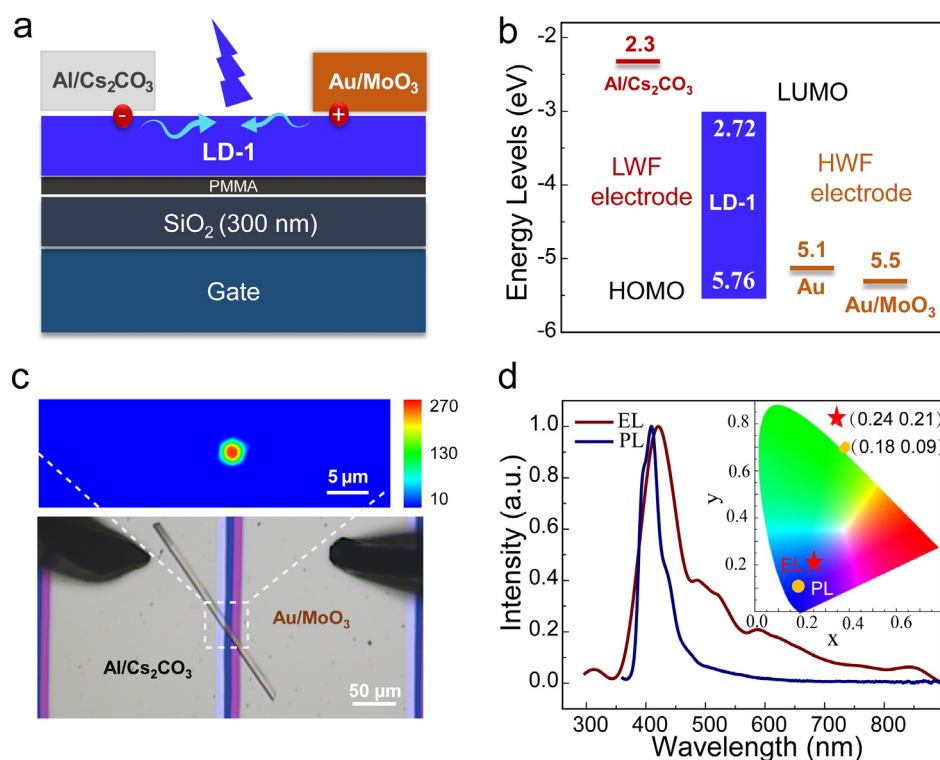 a
Al/Cs₂CO₃
Au/MoO₃
-
+
LD-1
PMMA
SiO₂ (300 nm)
Gate
b
Energy Levels (eV)
-2
-3
-4
-5
-6
2.3
Al/Cs₂CO₃
LUMO
2.72
LWF
electrode
LD-1
HWF
electrode
5.76
HOMO
5.1
Au
5.5
Au/MoO₃
c
270
130
10
5 µm
Au/MoO₃
Al/Cs₂CO₃
50 µm
d
Intensity (a.u.)
1.0
0.8
0.6
0.4
0.2
0.0
EL
PL
300 400 500 600 700 800
Wavelength (nm)
(0.24 0.21)
(0.18 0.09)
y
0.8
0.6
0.4
0.2
0.0
EL
PL
0.2 0.4 0.6
x